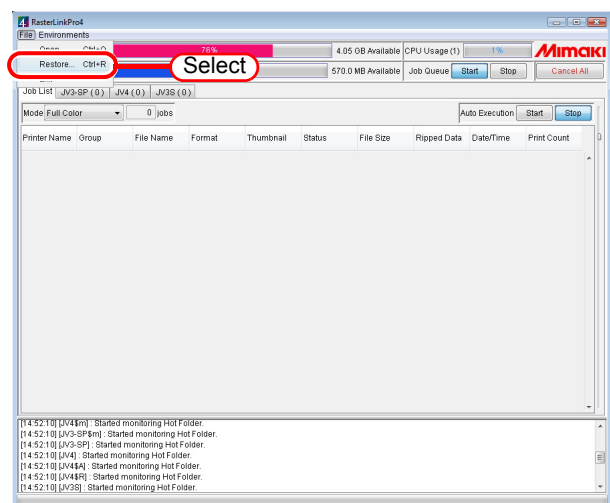 RasterLinkPro4
File Environments
Open... Ctrl+O 76% 4.05 GB Available CPU Usage (1) 1% Mimaki
Restore... Ctrl+R Select 570.0 MB Available Job Queue Start Stop Cancel All
Job List JV3-SP ( 0 ) JV4 ( 0 ) JV3S ( 0 )
Mode Full Color 0 jobs Auto Execution Start Stop
Printer Name Group File Name Format Thumbnail Status File Size Ripped Data Date/Time Print Count
[14:52:10] [JV4$m] : Started monitoring Hot Folder.
[14:52:10] [JV3-SP$m] : Started monitoring Hot Folder.
[14:52:10] [JV3-SP] : Started monitoring Hot Folder.
[14:52:10] [JV4] : Started monitoring Hot Folder.
[14:52:10] [JV4$A] : Started monitoring Hot Folder.
[14:52:10] [JV4$R] : Started monitoring Hot Folder.
[14:52:10] [JV3S] : Started monitoring Hot Folder.